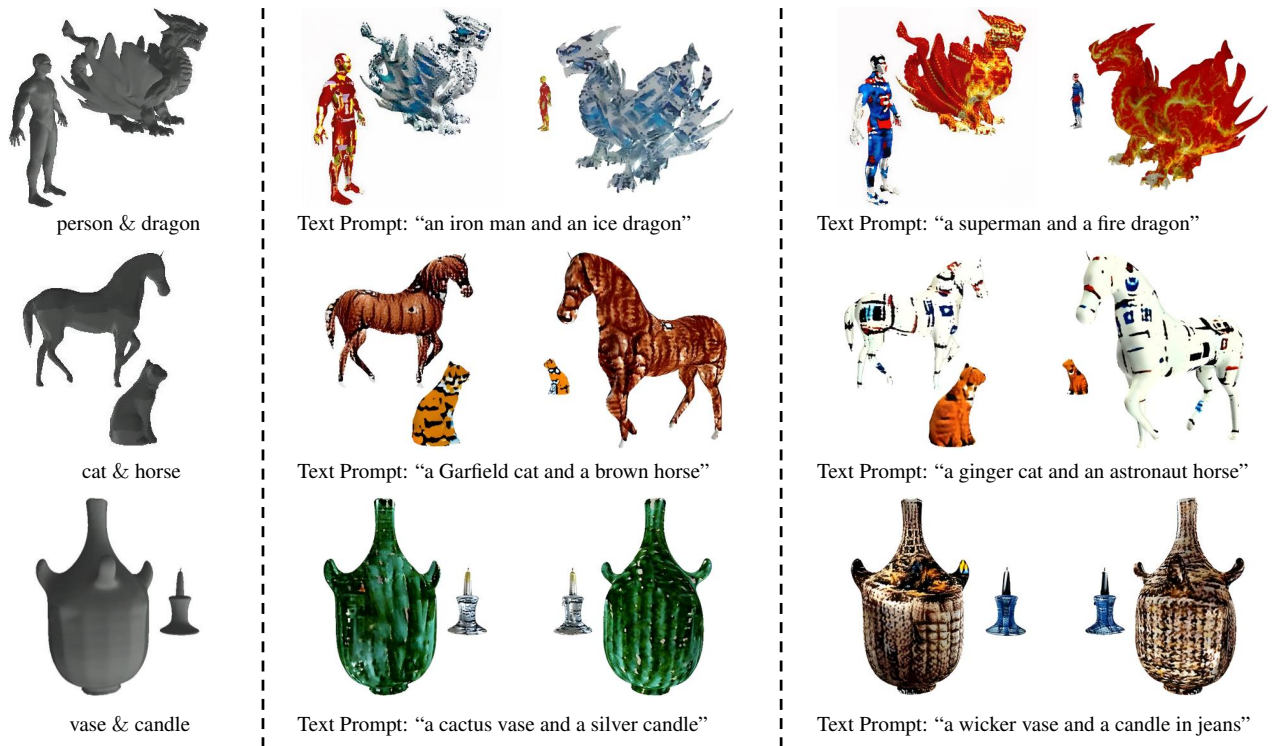 person & dragon
Text Prompt: “an iron man and an ice dragon”
Text Prompt: “a superman and a fire dragon”
cat & horse
Text Prompt: “a Garfield cat and a brown horse”
Text Prompt: “a ginger cat and an astronaut horse”
vase & candle
Text Prompt: “a cactus vase and a silver candle”
Text Prompt: “a wicker vase and a candle in jeans”